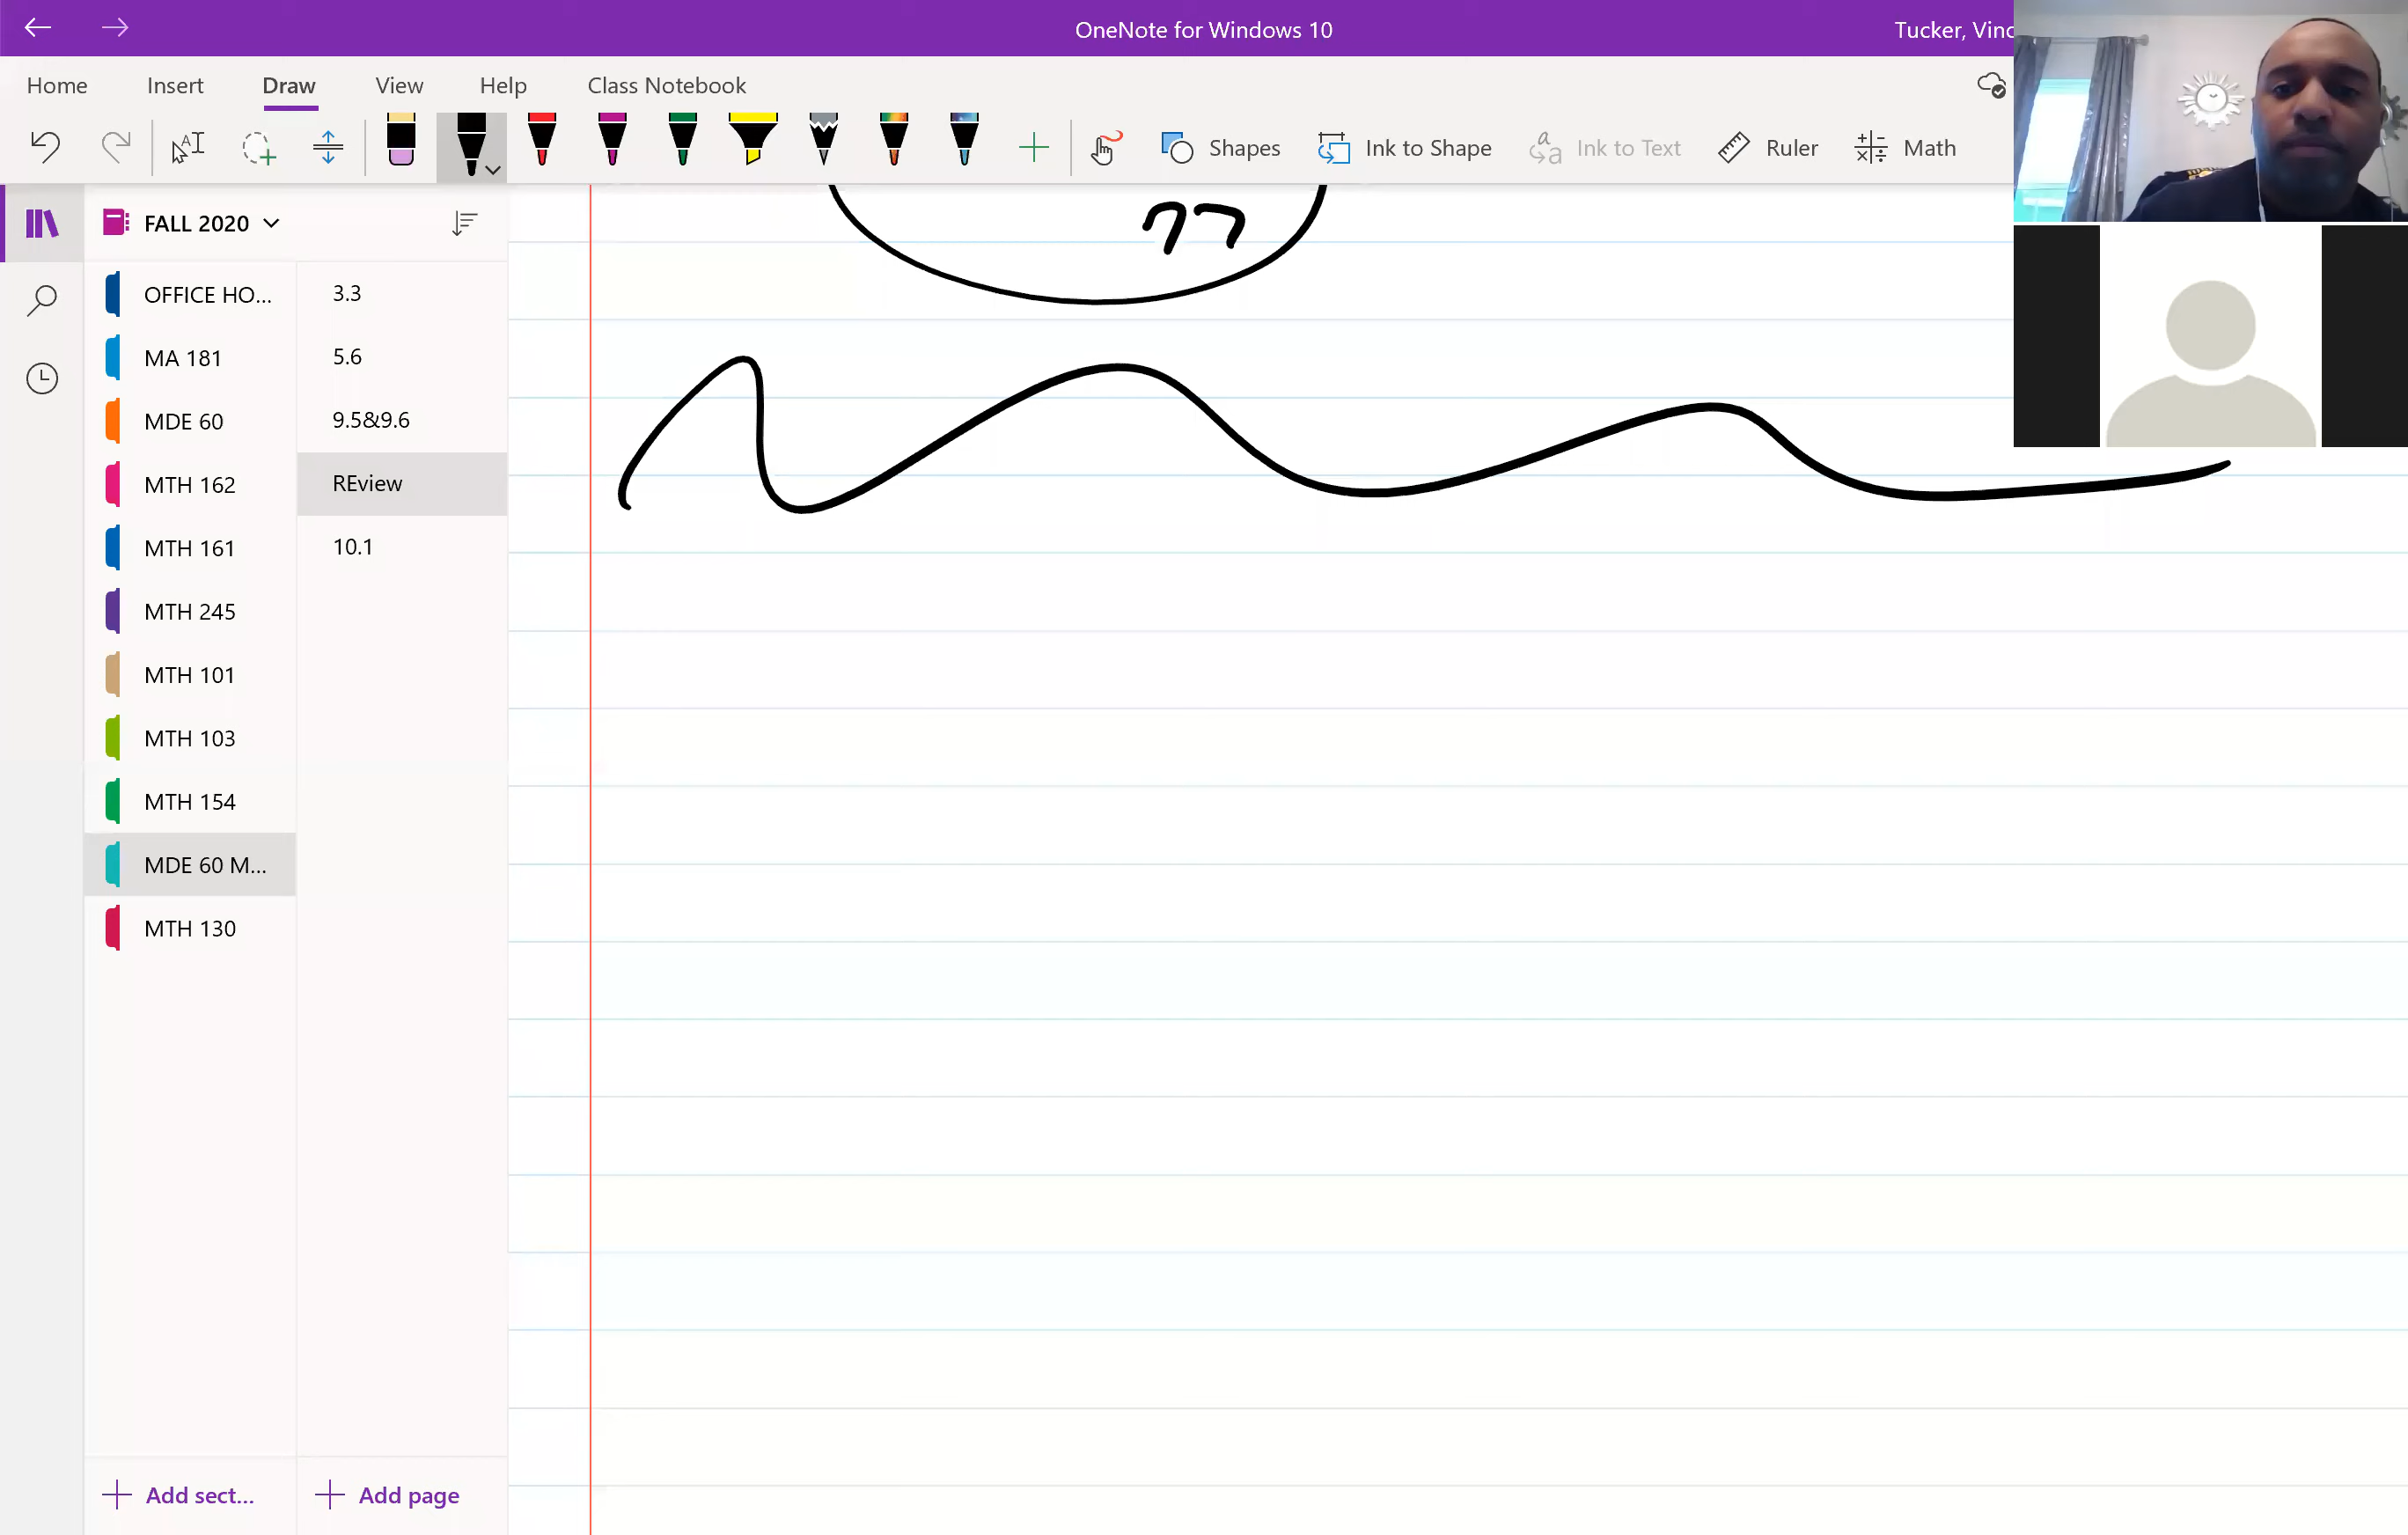 OneNote for Windows 10
Tucker, Vinc
Home Insert Draw View Help Class Notebook
Shapes Ink to Shape Ink to Text Ruler Math
FALL 2020
OFFICE HO...
MA 181
MDE 60
MTH 162
MTH 161
MTH 245
MTH 101
MTH 103
MTH 154
MDE 60 M...
MTH 130
3.3
5.6
9.5&9.6
REview
10.1
77
Add sect...
Add page